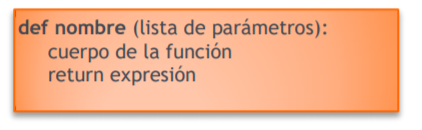 def nombre (lista de parámetros):
cuerpo de la función
return expresión